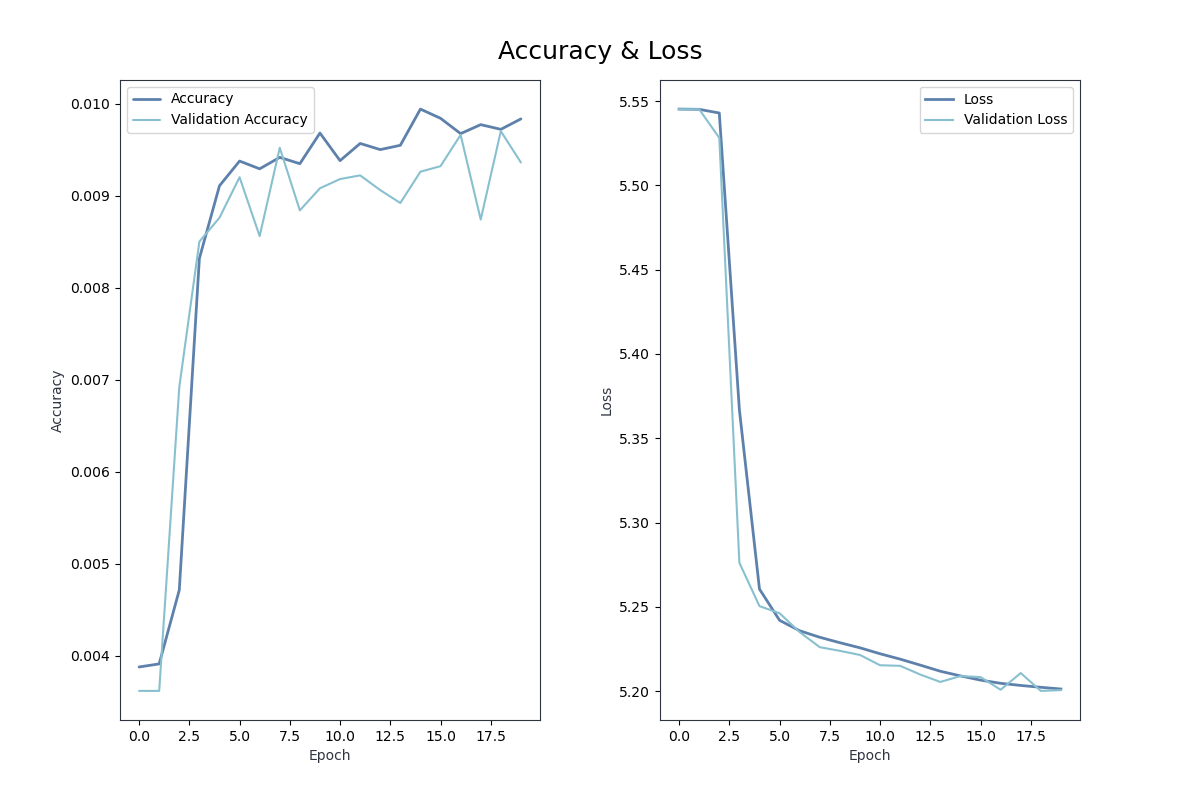 Accuracy & Loss
Accuracy
Validation Accuracy
0.010
0.009
0.008
0.007
0.006
0.005
0.004
Accuracy
0.0 2.5 5.0 7.5 10.0 12.5 15.0 17.5
Epoch
Loss
Validation Loss
5.55
5.50
5.45
5.40
5.35
5.30
5.25
5.20
Loss
0.0 2.5 5.0 7.5 10.0 12.5 15.0 17.5
Epoch